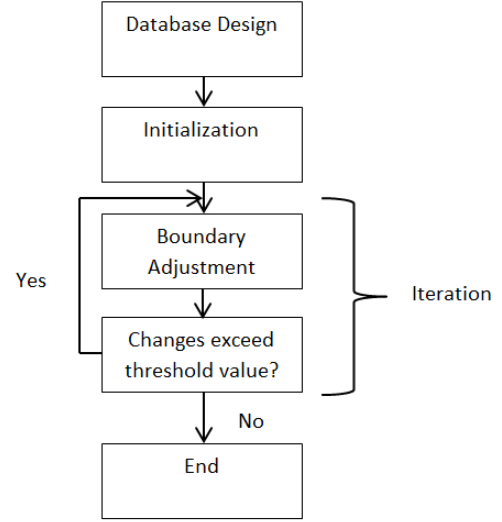 Database Design
Initialization
Boundary
Adjustment
Yes
Iteration
Changes exceed
threshold value?
No
End